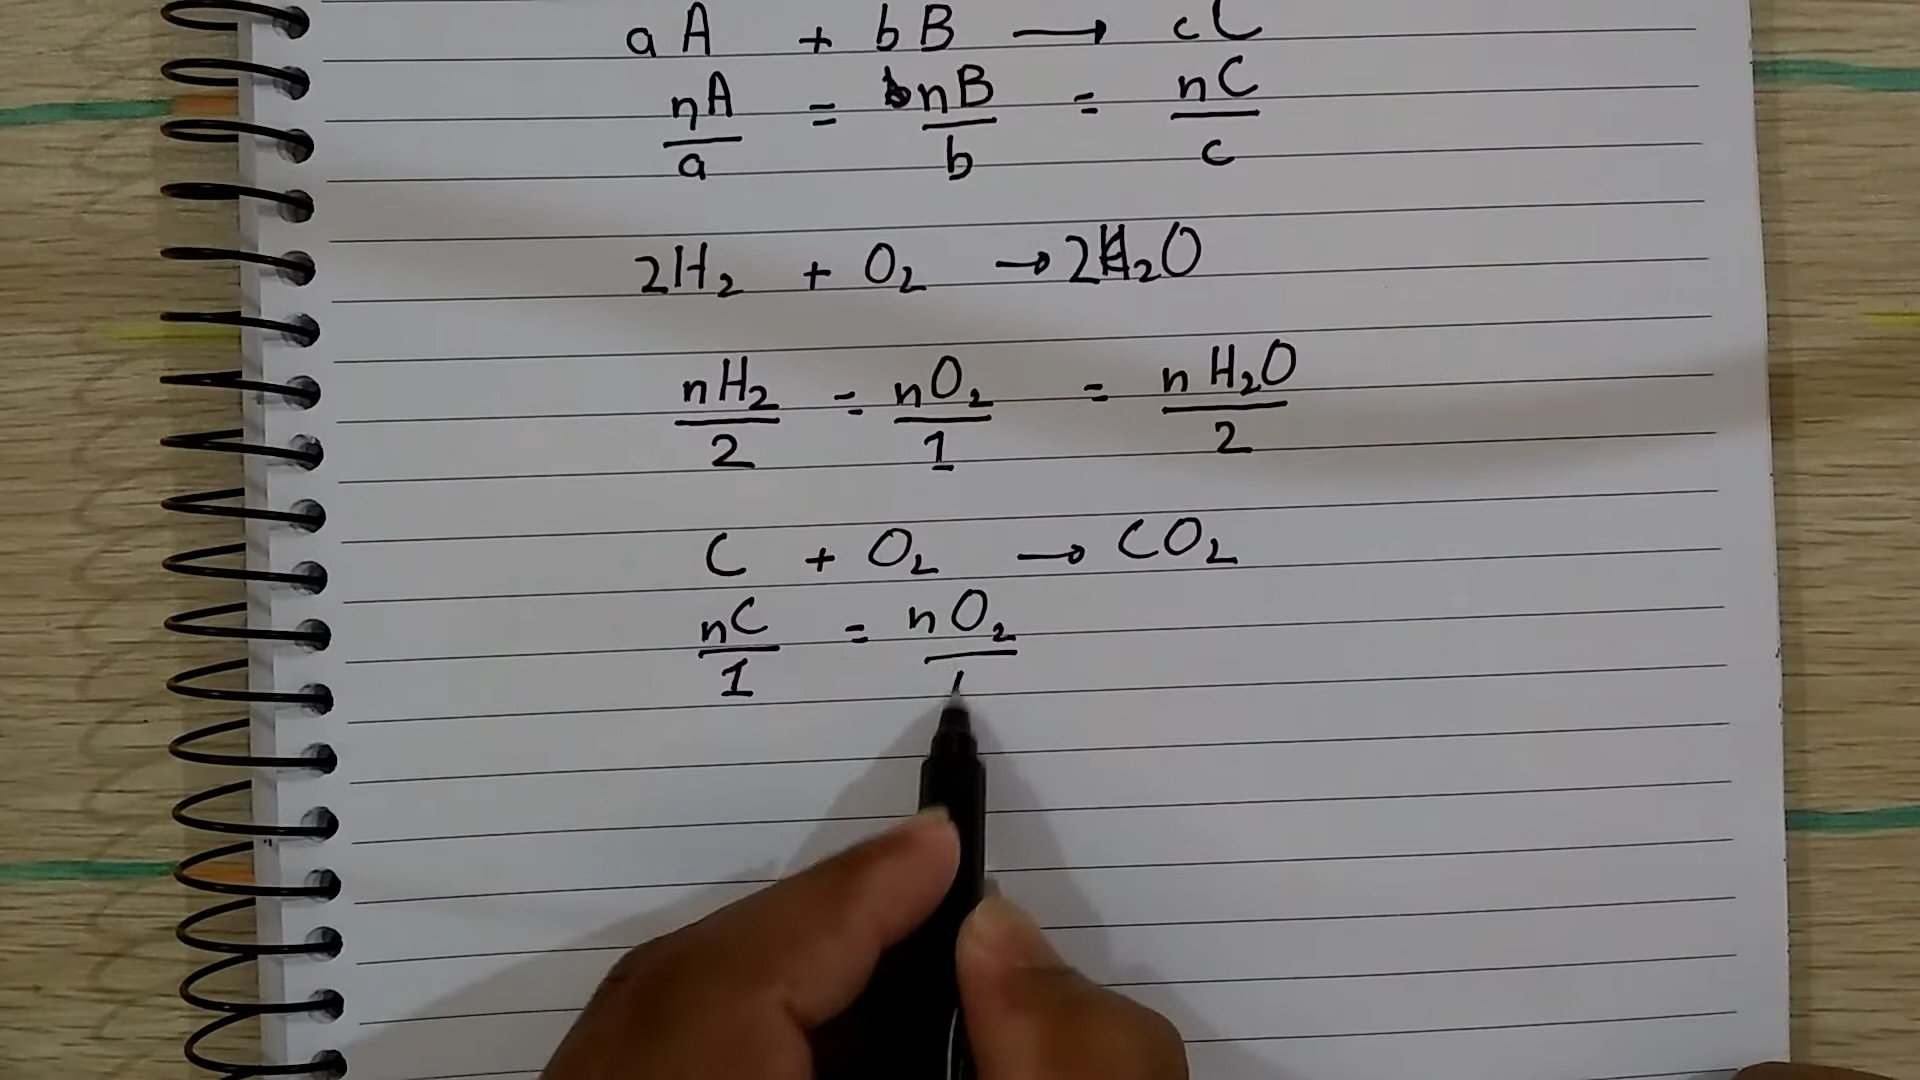 aA + bB → cC
nA/a = nB/b = nC/c
2H₂ + O₂ → 2H₂O
nH₂/2 = nO₂/1 = nH₂O/2
C + O₂ → CO₂
nC/1 = nO₂/